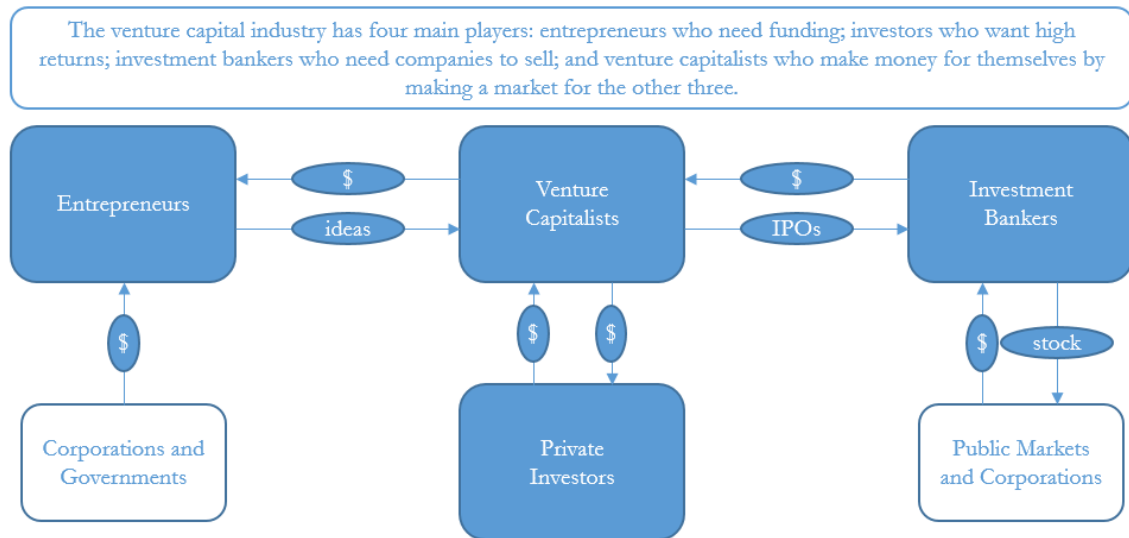 The venture capital industry has four main players: entrepreneurs who need funding; investors who want high
returns; investment bankers who need companies to sell; and venture capitalists who make money for themselves by
making a market for the other three.
Entrepreneurs
$
ideas
Venture
Capitalists
$
IPOs
Investment
Bankers
$
$
$
$
stock
Corporations and
Governments
Private
Investors
Public Markets
and Corporations